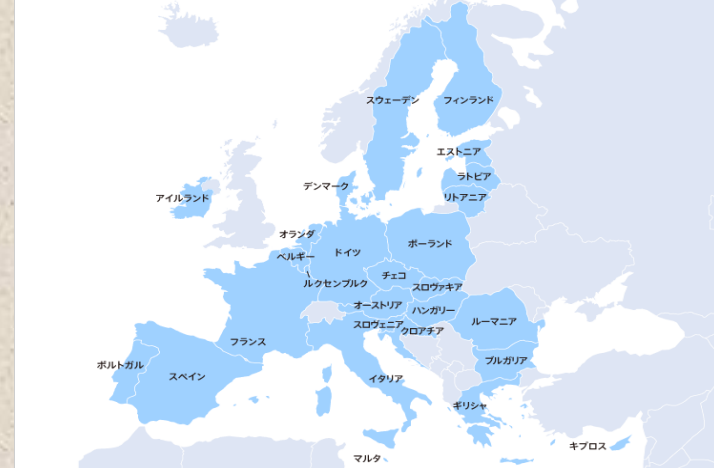 スウェーデン
フィンランド
エストニア
ラトビア
デンマーク
リトアニア
アイルランド
オランダ
ポーランド
ドイツ
ベルギー
チェコ
ルクセンブルク
スロヴァキア
オーストリア
ハンガリー
ルーマニア
スロヴェニア
クロアチア
フランス
ブルガリア
ポルトガル
スペイン
イタリア
ギリシャ
キプロス
マルタ